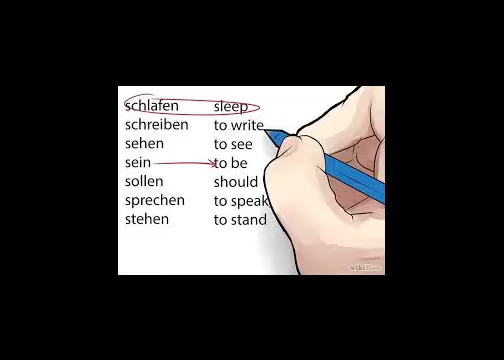 schlafen sleep
schreiben to write
sehen to see
sein to be
sollen should
sprechen to speak
stehen to stand
wikiHow